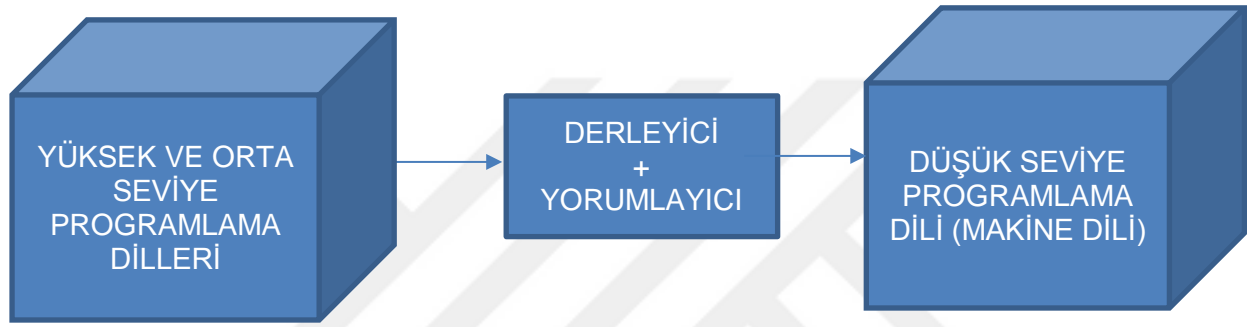 YÜKSEK VE ORTA
SEVİYE
PROGRAMLAMA
DİLLERİ
DERLEYİCİ
+
YORUMLAYICI
DÜŞÜK SEVİYE
PROGRAMLAMA
DİLİ (MAKİNE DİLİ)